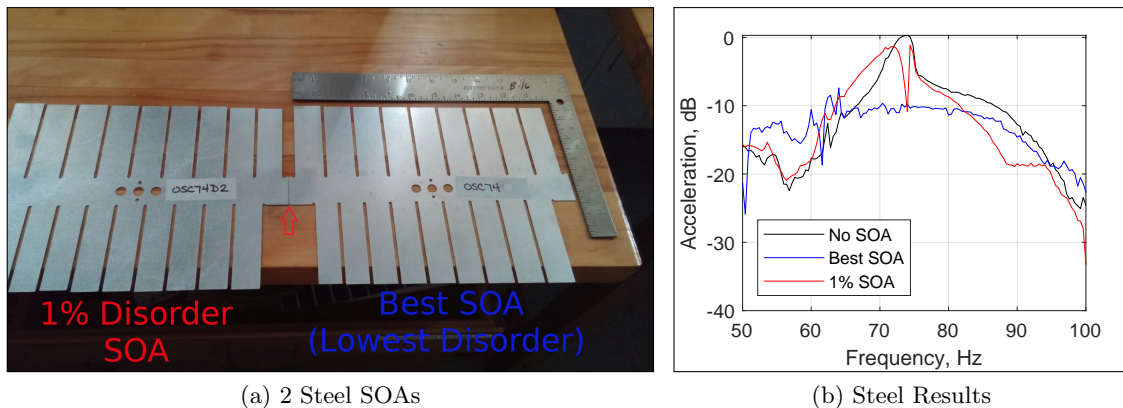 OSC74D2
OSC74
B-16
1% Disorder
SOA
Best SOA
(Lowest Disorder)
(a) 2 Steel SOAs
0
-10
-20
-30
-40
50
60
70
80
90
100
Acceleration, dB
Frequency, Hz
No SOA
Best SOA
1% SOA
(b) Steel Results